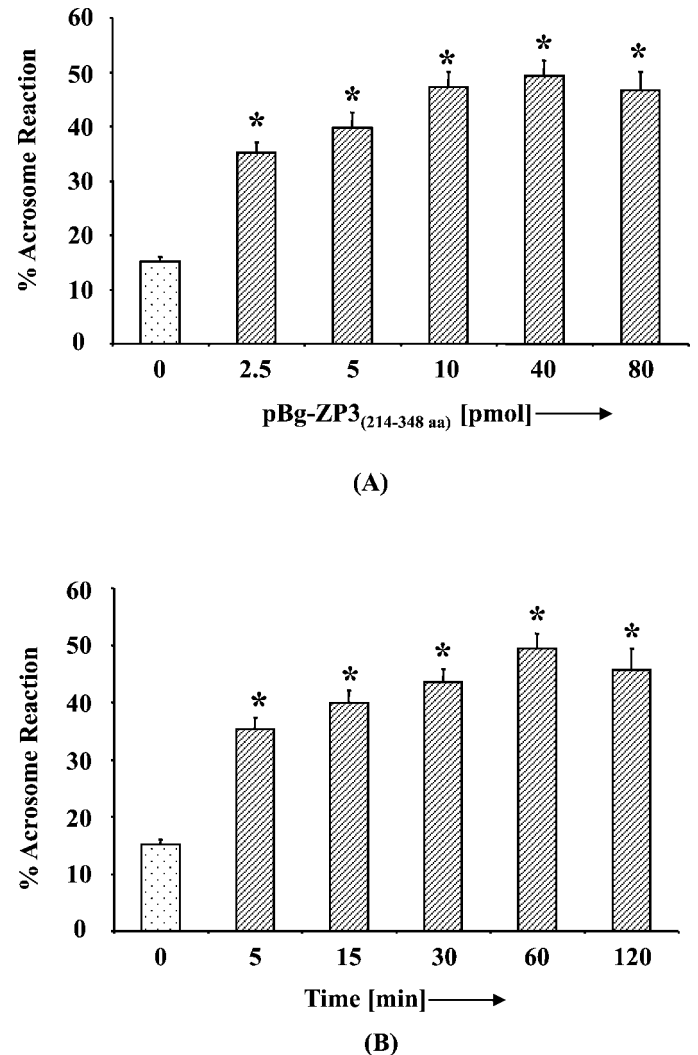 60
50
40
30
20
10
0
% Acrosome Reaction
* * * * *
0 2.5 5 10 40 80
pBg-ZP3(214-348 aa) [pmol]
(A)
60
50
40
30
20
10
0
% Acrosome Reaction
* * * * *
0 5 15 30 60 120
Time [min]
(B)